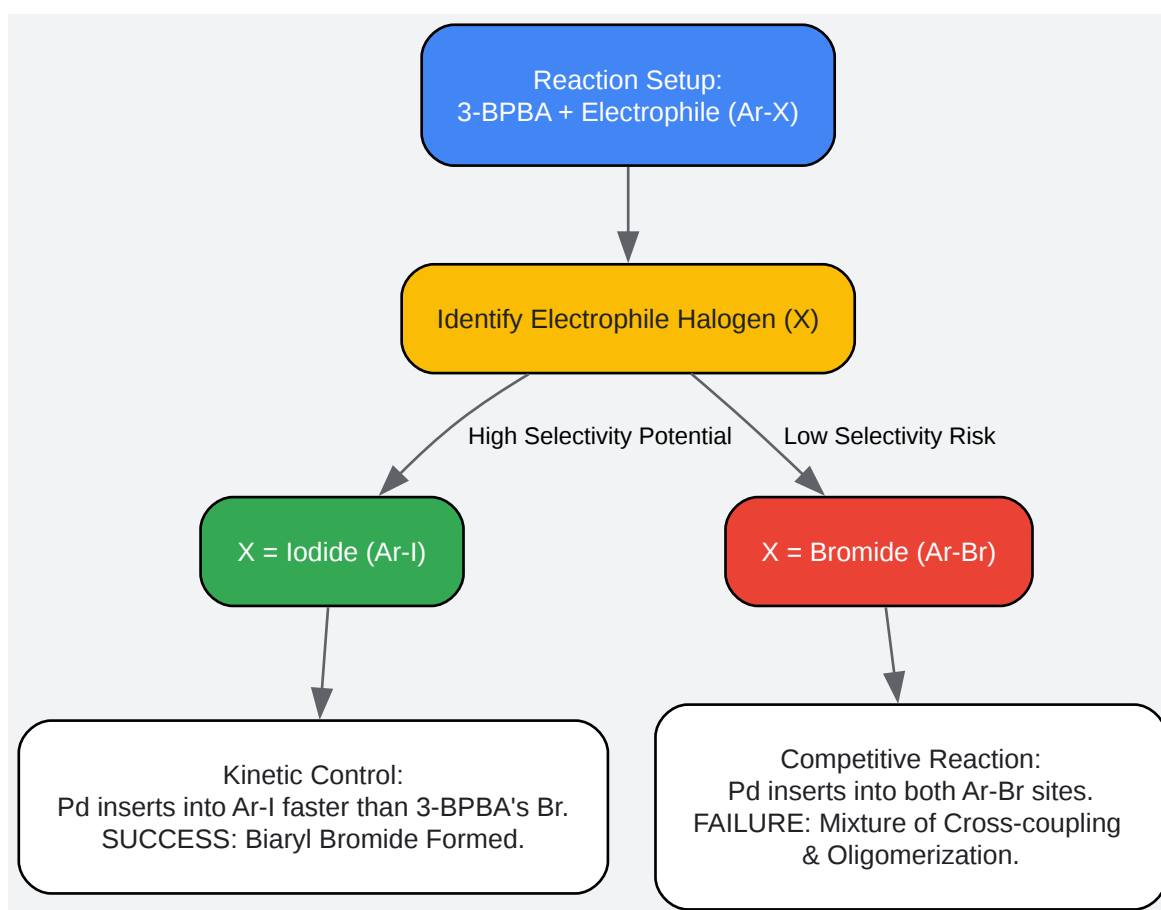 Reaction Setup:
3-BPBA + Electrophile (Ar-X)
Identify Electrophile Halogen (X)
High Selectivity Potential
Low Selectivity Risk
X = Iodide (Ar-I)
X = Bromide (Ar-Br)
Kinetic Control:
Pd inserts into Ar-I faster than 3-BPBA's Br.
SUCCESS: Biaryl Bromide Formed.
Competitive Reaction:
Pd inserts into both Ar-Br sites.
FAILURE: Mixture of Cross-coupling
& Oligomerization.